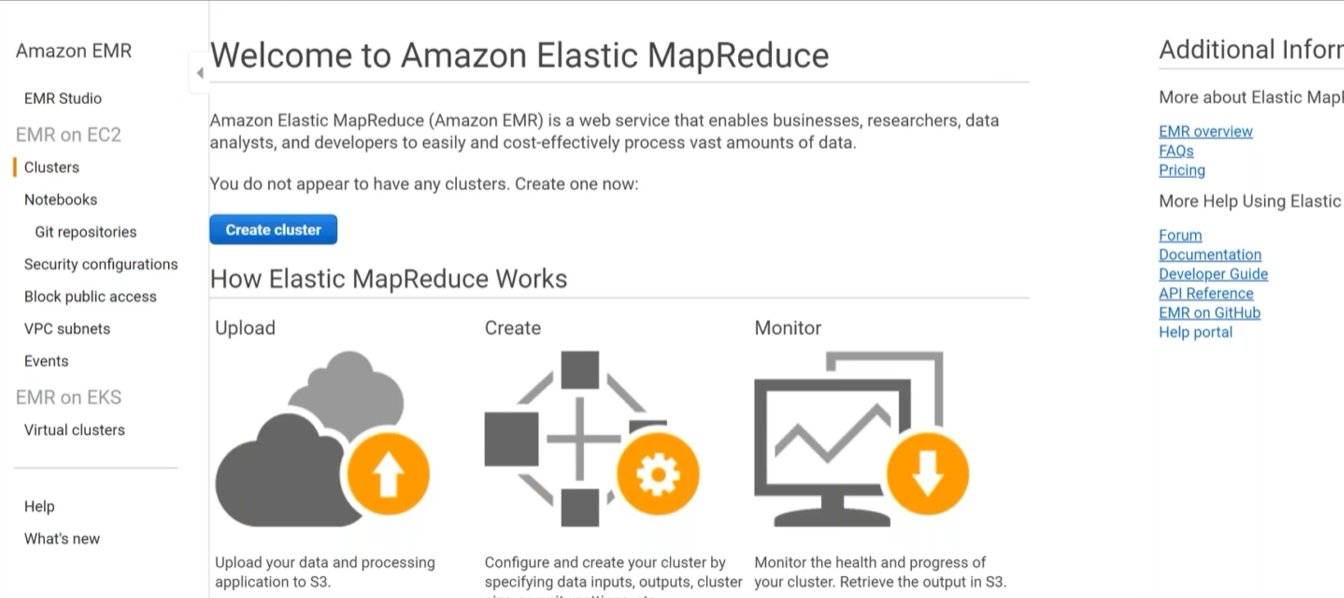 Amazon EMR
EMR Studio
EMR on EC2
Clusters
Notebooks
Git repositories
Security configurations
Block public access
VPC subnets
Events
EMR on EKS
Virtual clusters
Help
What's new
Welcome to Amazon Elastic MapReduce
Amazon Elastic MapReduce (Amazon EMR) is a web service that enables businesses, researchers, data
analysts, and developers to easily and cost-effectively process vast amounts of data.
You do not appear to have any clusters. Create one now:
Create cluster
How Elastic MapReduce Works
Upload
Upload your data and processing
application to S3.
Create
Configure and create your cluster by
specifying data inputs, outputs, cluster
Monitor
Monitor the health and progress of
your cluster. Retrieve the output in S3.
Additional Infor
More about Elastic Map
EMR overview
FAQs
Pricing
More Help Using Elastic
Forum
Documentation
Developer Guide
API Reference
EMR on GitHub
Help portal